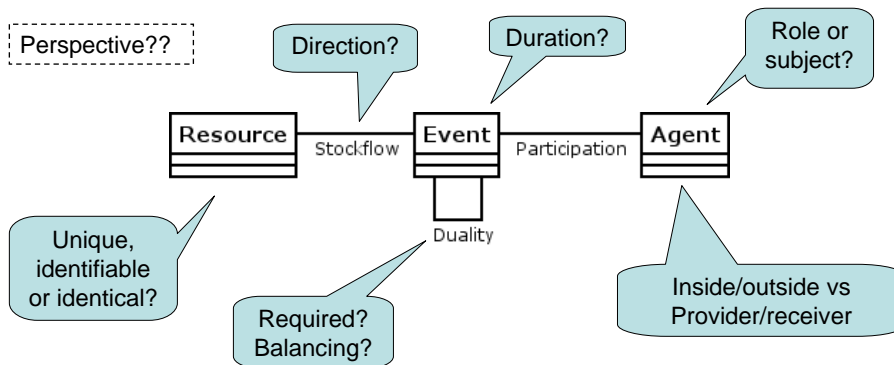 Perspective??
Direction?
Duration?
Role or
subject?
Resource
Stockflow
Event
Participation
Agent
Duality
Unique,
identifiable
or identical?
Required?
Balancing?
Inside/outside vs
Provider/receiver